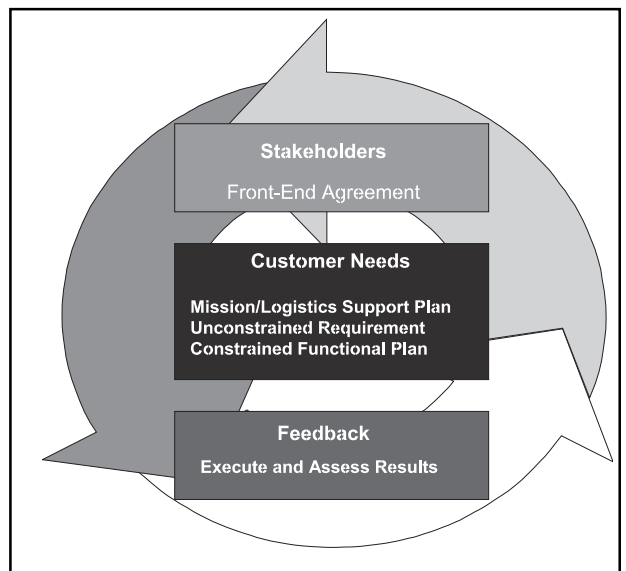 Stakeholders
Front-End Agreement
Customer Needs
Mission/Logistics Support Plan
Unconstrained Requirement
Constrained Functional Plan
Feedback
Execute and Assess Results